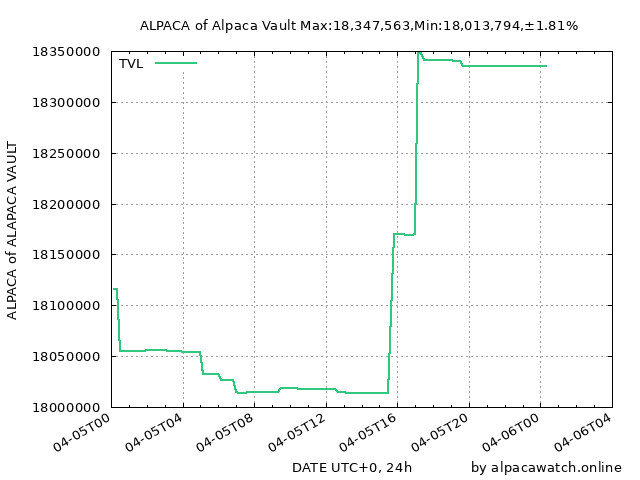 ALPACA of Alpaca Vault Max:18,347,563,Min:18,013,794,±1.81%
TVL
18350000
18300000
18250000
18200000
18150000
18100000
18050000
18000000
ALPACA of ALAPACA VAULT
04-05T00
04-05T04
04-05T08
04-05T12
04-05T16
04-05T20
04-06T00
04-06T04
DATE UTC+0, 24h
by alpacawatch.online